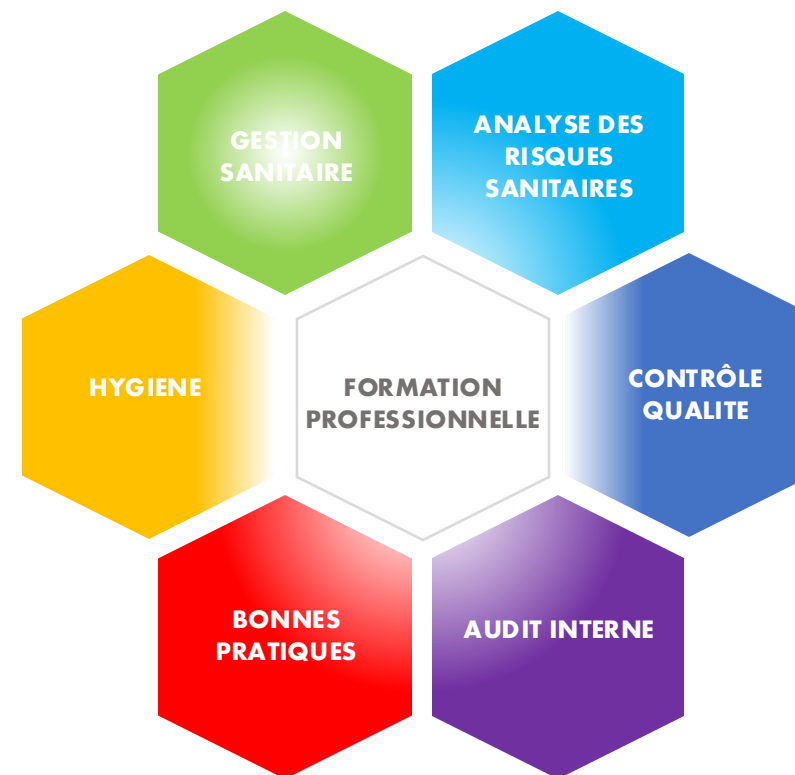 GESTION
SANITAIRE
ANALYSE DES
RISQUES
SANITAIRES
HYGIENE
FORMATION
PROFESSIONNELLE
CONTRÔLE
QUALITE
BONNES
PRATIQUES
AUDIT INTERNE